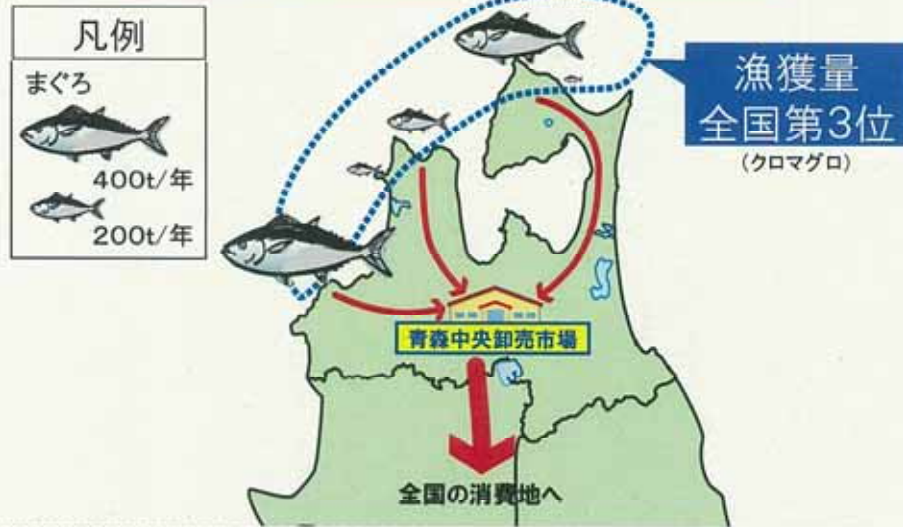 凡例
まぐろ
400t/年
200t/年
漁獲量
全国第3位
(クロマグロ)
青森中央卸売市場
全国の消費地へ